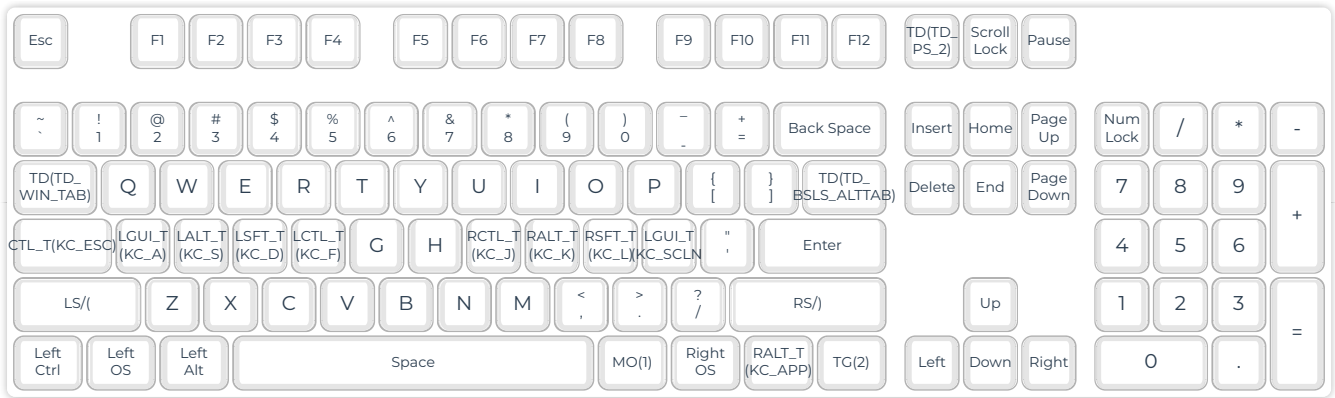 Esc F1 F2 F3 F4 F5 F6 F7 F8 F9 F10 F11 F12 TD(TD_ Scroll Pause
PS_2) Lock
~ ! @ # $ % ^ & * ( ) _ + Back Space Insert Home Page Num / * -
` 1 2 3 4 5 6 7 8 9 0 - = Up Lock
TD(TD_ Q W E R T Y U I O P { } TD(TD_ Delete End Page 7 8 9 +
WIN_TAB) [ ] BSLS_ALTTAB) Down
CTL_T(KC_ESC) LGUI_T LALT_T LSFT_T LCTL_T G H RCTL_T RALT_T RSFT_T LGUI_T " Enter 4 5 6
(KC_A) (KC_S) (KC_D) (KC_F) (KC_J) (KC_K) (KC_L) (KC_SCLN '
LS/( Z X C V B N M < > ? RS/) Up 1 2 3 =
, . /
Left Left Left Space MO(1) Right RALT_T TG(2) Left Down Right 0 .
Ctrl OS Alt OS (KC_APP)